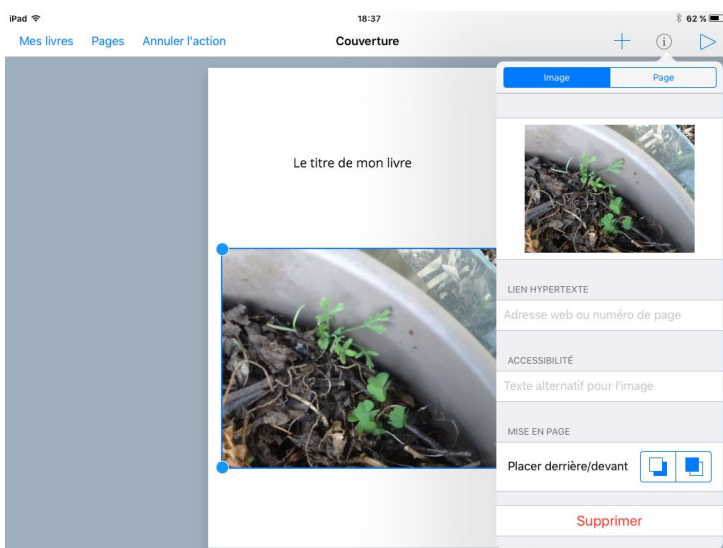 iPad 18:37 62 %
Mes livres Pages Annuler l'action Couverture
Image Page
Le titre de mon livre
LIEN HYPERTEXTE
Adresse web ou numéro de page
ACCESSIBILITÉ
Texte alternatif pour l'image
MISE EN PAGE
Placer derrière/devant
Supprimer